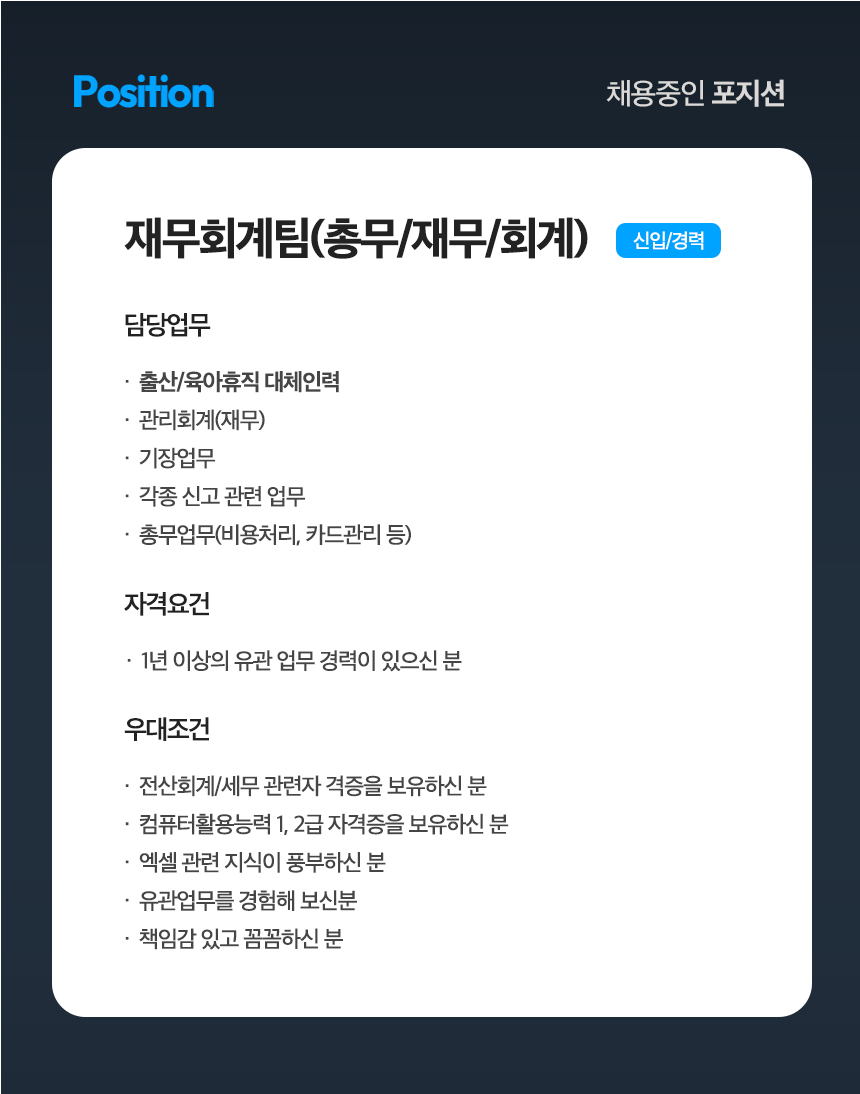 Position
채용중인 포지션
재무회계팀(총무/재무/회계)
신입/경력
담당업무
· 출산/육아휴직 대체인력
· 관리회계(재무)
· 기장업무
· 각종 신고 관련 업무
· 총무업무(비용처리, 카드관리 등)
자격요건
· 1년 이상의 유관 업무 경력이 있으신 분
우대조건
· 전산회계/세무 관련자 격증을 보유하신 분
· 컴퓨터활용능력 1, 2급 자격증을 보유하신 분
· 엑셀 관련 지식이 풍부하신 분
· 유관업무를 경험해 보신분
· 책임감 있고 꼼꼼하신 분